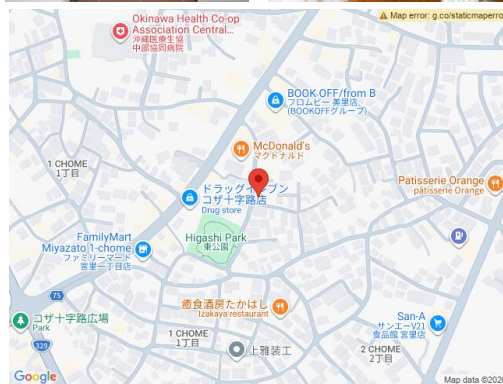 Map error: g.co/staticmaperro
Okinawa Health Co-op
Association Central...
沖縄医療生協
中部協同病院
BOOK OFF/from B
フロムビー 美里店
(BOOKOFFグループ)
McDonald's
マクドナルド
1 CHOME
1丁目
Patisserie Orange
pâtisserie Orange
ドラッグイレブン
コザ十字路店
Drug store
FamilyMart
Miyazato 1-chome
ファミリーマート
宮里一丁目店
Higashi Park
東公園
75
癒食酒房たかはし
Izakaya restaurant
コザ十字路広場
Park
San-A
サンエーV21
食品館 宮里店
329
1 CHOME
1丁目
上雅装工
2 CHOME
2丁目
Google
Map data ©202